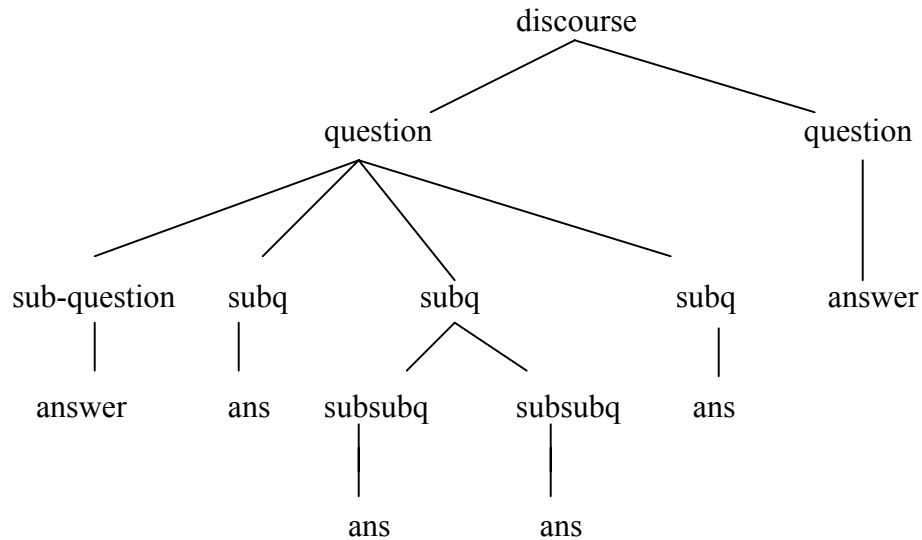 discourse
question question
sub-question subq subq subq answer
answer ans subsubq subsubq ans
ans ans